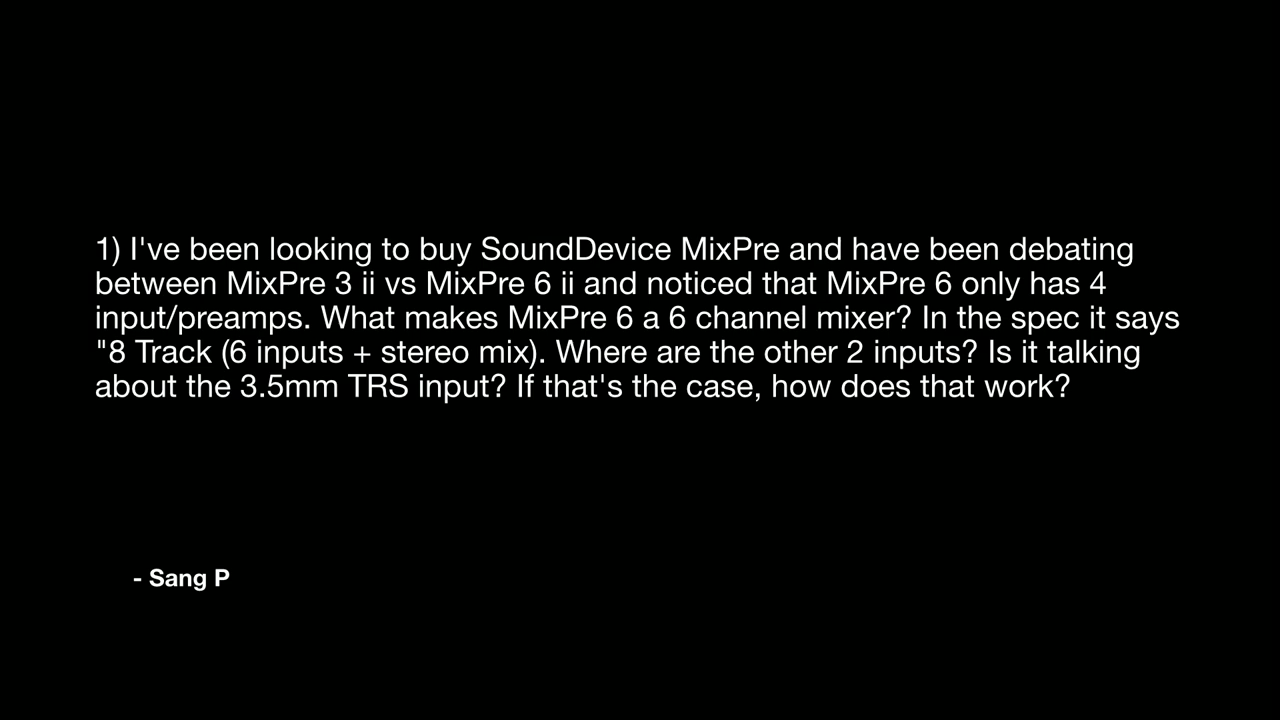 1) I've been looking to buy SoundDevice MixPre and have been debating
between MixPre 3 ii vs MixPre 6 ii and noticed that MixPre 6 only has 4
input/preamps. What makes MixPre 6 a 6 channel mixer? In the spec it says
"8 Track (6 inputs + stereo mix). Where are the other 2 inputs? Is it talking
about the 3.5mm TRS input? If that's the case, how does that work?
- Sang P